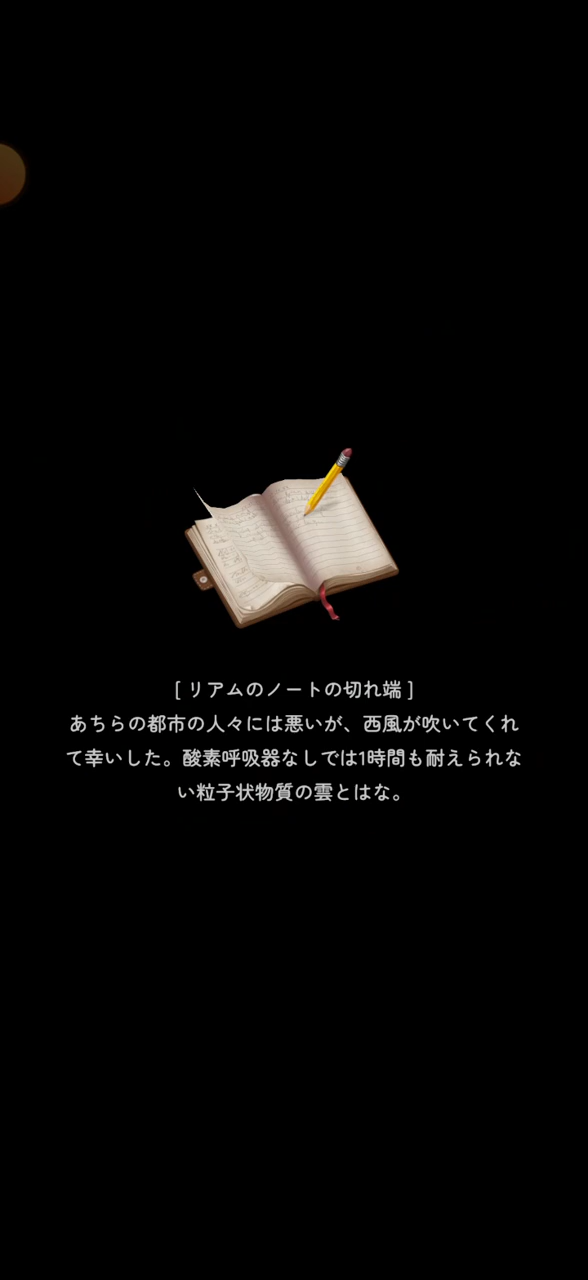 [ リアムのノートの切れ端 ]
あちらの都市の人々には悪いが、西風が吹いてくれ
て幸いした。酸素呼吸器なしでは1時間も耐えられな
い粒子状物質の雲とはな。